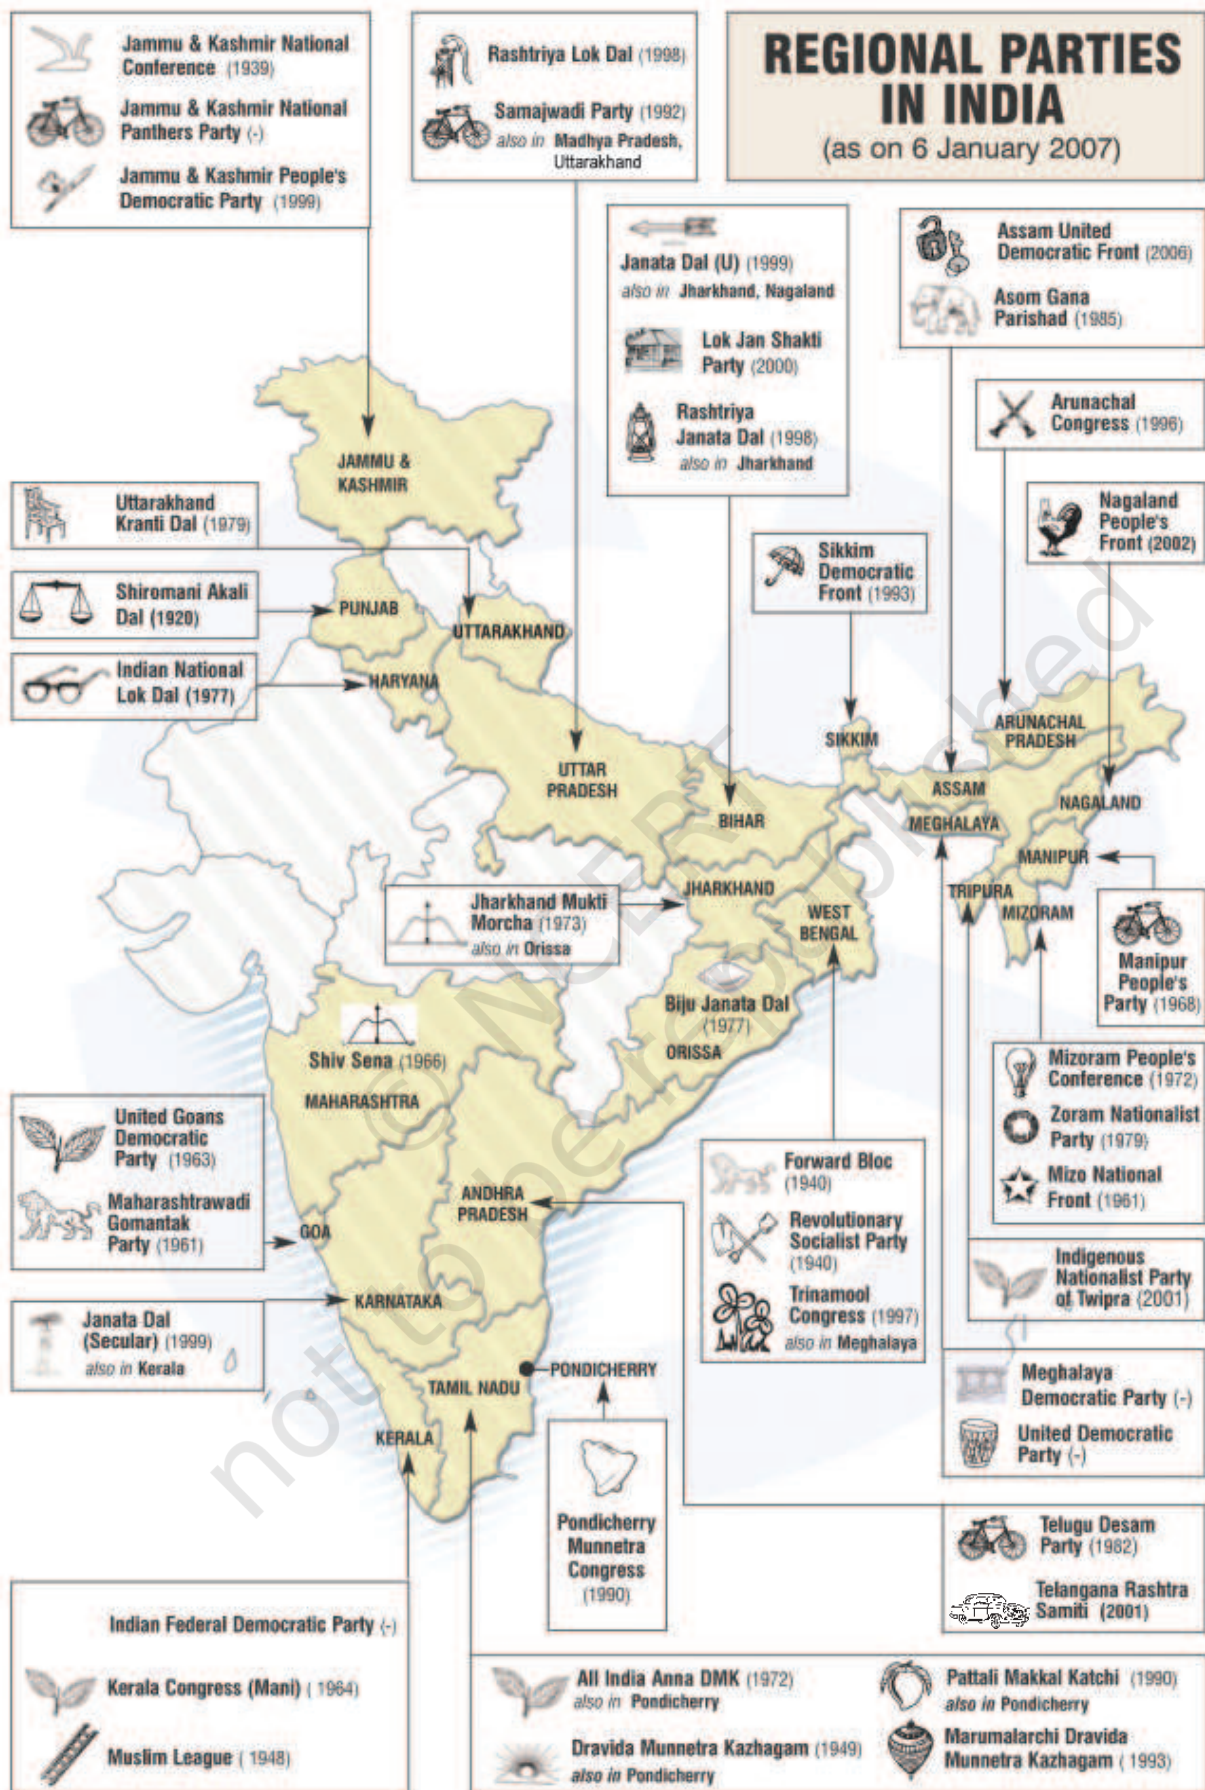 REGIONAL PARTIES
IN INDIA
(as on 6 January 2007)
Jammu & Kashmir National
Conference (1939)
Jammu & Kashmir National
Panthers Party (-)
Jammu & Kashmir People's
Democratic Party (1999)
Rashtriya Lok Dal (1998)
Samajwadi Party (1992)
also in Madhya Pradesh,
Uttarakhand
Janata Dal (U) (1999)
also in Jharkhand, Nagaland
Lok Jan Shakti
Party (2000)
Rashtriya
Janata Dal (1998)
also in Jharkhand
Assam United
Democratic Front (2006)
Asom Gana
Parishad (1985)
Arunachal
Congress (1996)
Nagaland
People's
Front (2002)
Sikkim
Democratic
Front (1993)
Uttarakhand
Kranti Dal (1979)
Shiromani Akali
Dal (1920)
Indian National
Lok Dal (1977)
JAMMU &
KASHMIR
PUNJAB
UTTARAKHAND
HARYANA
UTTAR
PRADESH
BIHAR
SIKKIM
ARUNACHAL
PRADESH
ASSAM
NAGALAND
MEGHALAYA
MANIPUR
TRIPURA
MIZORAM
JHARKHAND
WEST
BENGAL
Jharkhand Mukti
Morcha (1973)
also in Orissa
Manipur
People's
Party (1968)
Biju Janata Dal
(1977)
ORISSA
Shiv Sena (1966)
MAHARASHTRA
Mizoram People's
Conference (1972)
Zoram Nationalist
Party (1979)
Mizo National
Front (1961)
United Goans
Democratic
Party (1963)
Maharashtrawadi
Gomantak
Party (1961)
GOA
ANDHRA
PRADESH
Forward Bloc
(1940)
Revolutionary
Socialist Party
(1940)
Trinamool
Congress (1997)
also in Meghalaya
Indigenous
Nationalist Party
of Twipra (2001)
Janata Dal
(Secular) (1999)
also in Kerala
KARNATAKA
PONDICHERRY
TAMIL NADU
KERALA
Meghalaya
Democratic Party (-)
United Democratic
Party (-)
Pondicherry
Munnetra
Congress
(1990)
Telugu Desam
Party (1982)
Telangana Rashtra
Samiti (2001)
Indian Federal Democratic Party (-)
Kerala Congress (Mani) ( 1964)
Muslim League ( 1948)
All India Anna DMK (1972)
also in Pondicherry
Dravida Munnetra Kazhagam (1949)
also in Pondicherry
Pattali Makkal Katchi (1990)
also in Pondicherry
Marumalarchi Dravida
Munnetra Kazhagam ( 1993)
© NCERT
not to be republished